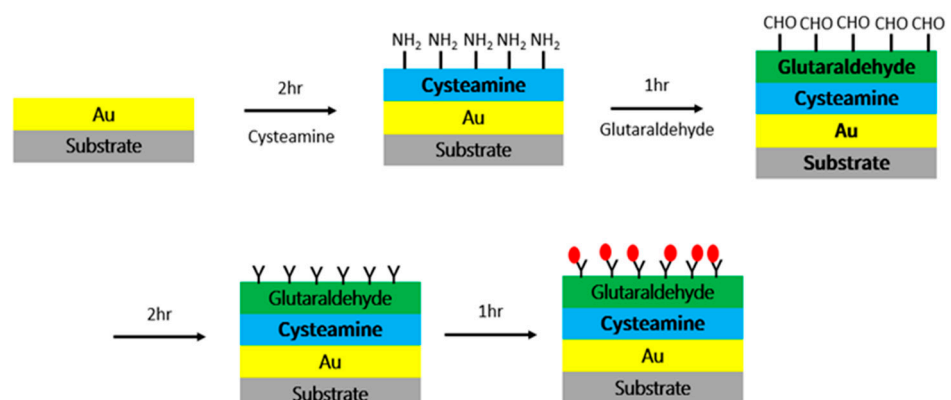 NH2 NH2 NH2 NH2 NH2
CHO CHO CHO CHO CHO
2hr
Cysteamine
Au
Substrate
Cysteamine
Au
Substrate
1hr
Glutaraldehyde
Glutaraldehyde
Cysteamine
Au
Substrate
2hr
Glutaraldehyde
Cysteamine
Au
Substrate
1hr
Glutaraldehyde
Cysteamine
Au
Substrate